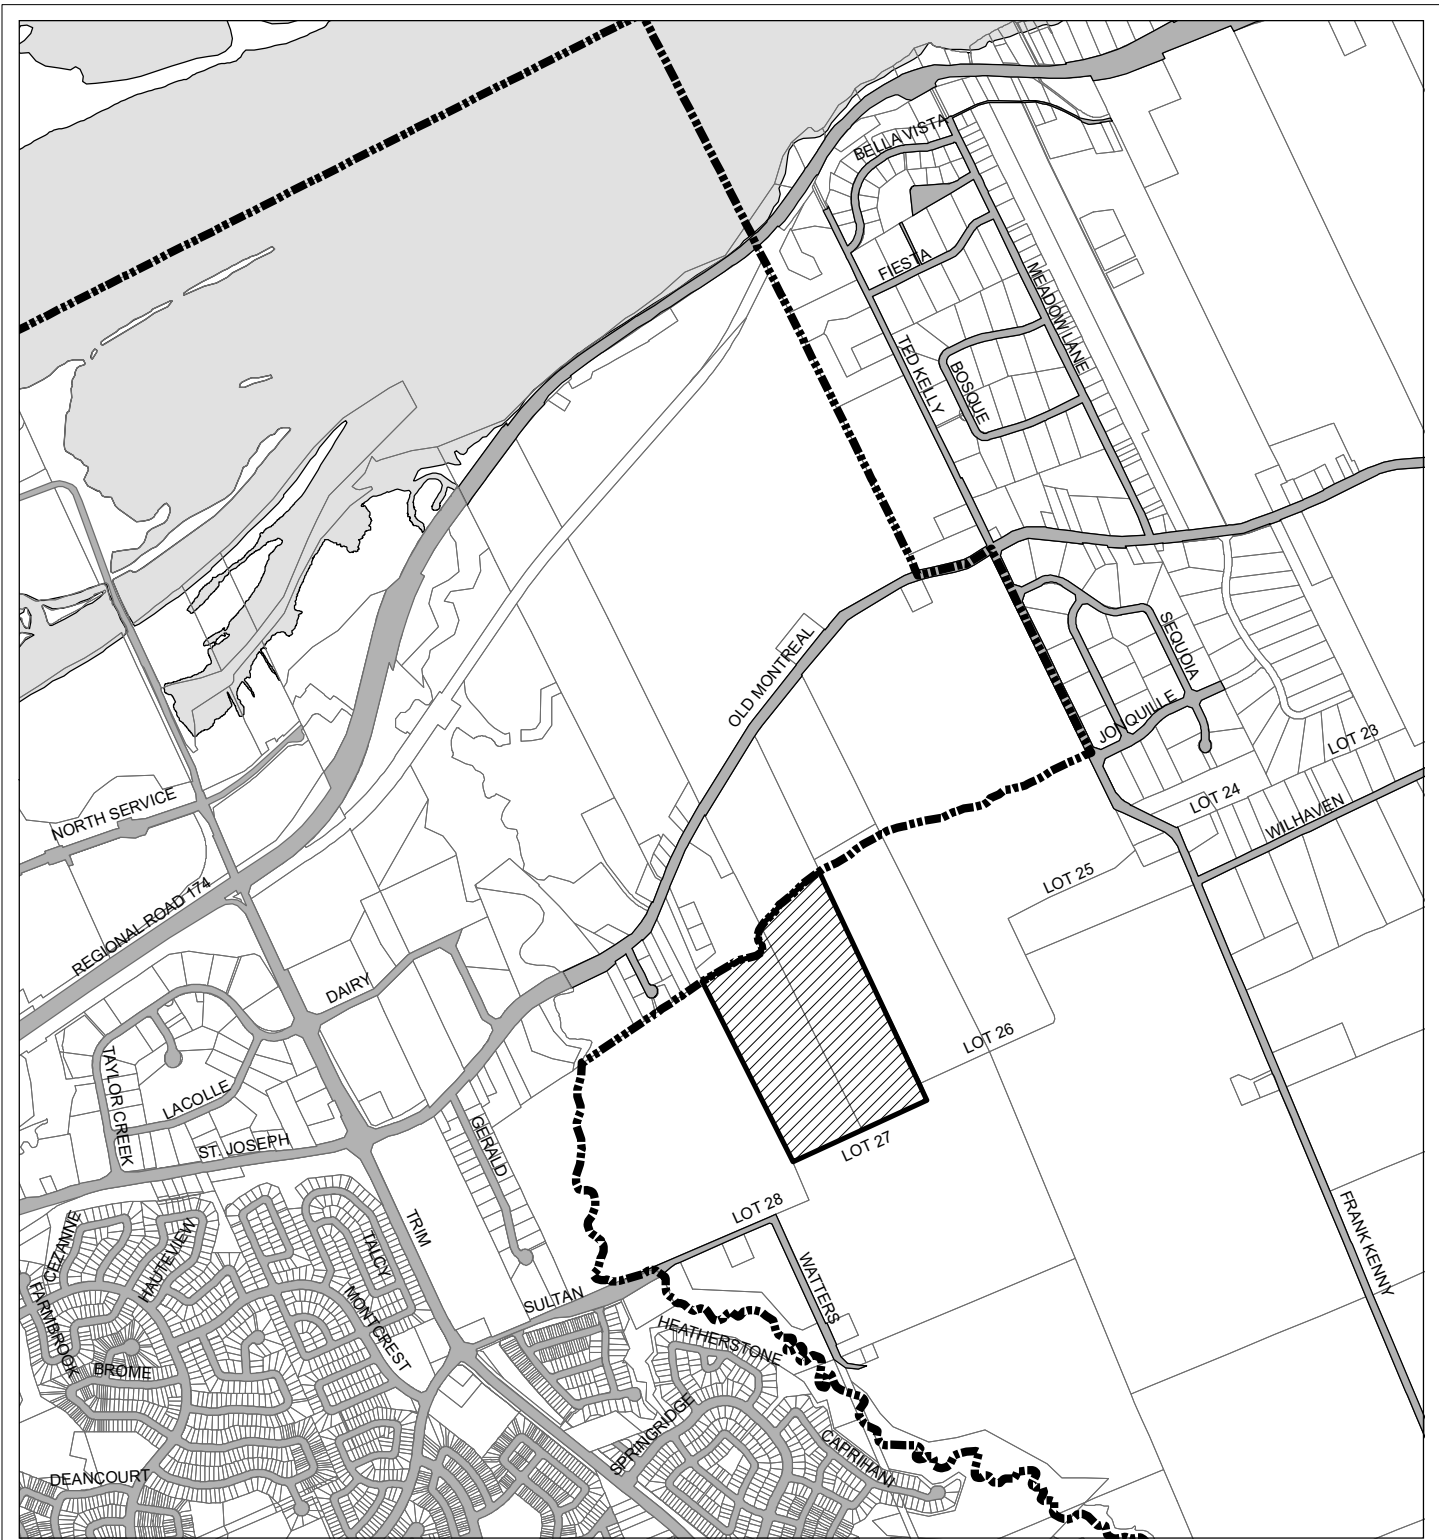 BELLA VISTA
FIESTA
MEADOWLANE
TED KELLY
BOSQUE
SEQUOIA
OLD MONTREAL
JONQUILLE
LOT 23
LOT 24
WILHAVEN
NORTH SERVICE
LOT 25
REGIONAL ROAD 174
DAIRY
LOT 26
TAYLOR CREEK
LACOLLE
GERALD
ST. JOSEPH
LOT 27
LOT 28
CEZANNE
HAUTEVIEW
TALCY
TRIM
FRANK KENNY
WATTERS
SULTAN
FARMBROOK
MONTCREST
HEATHERSTONE
BROME
SPRINGRIDGE
CAPRIHANI
DEANCOURT